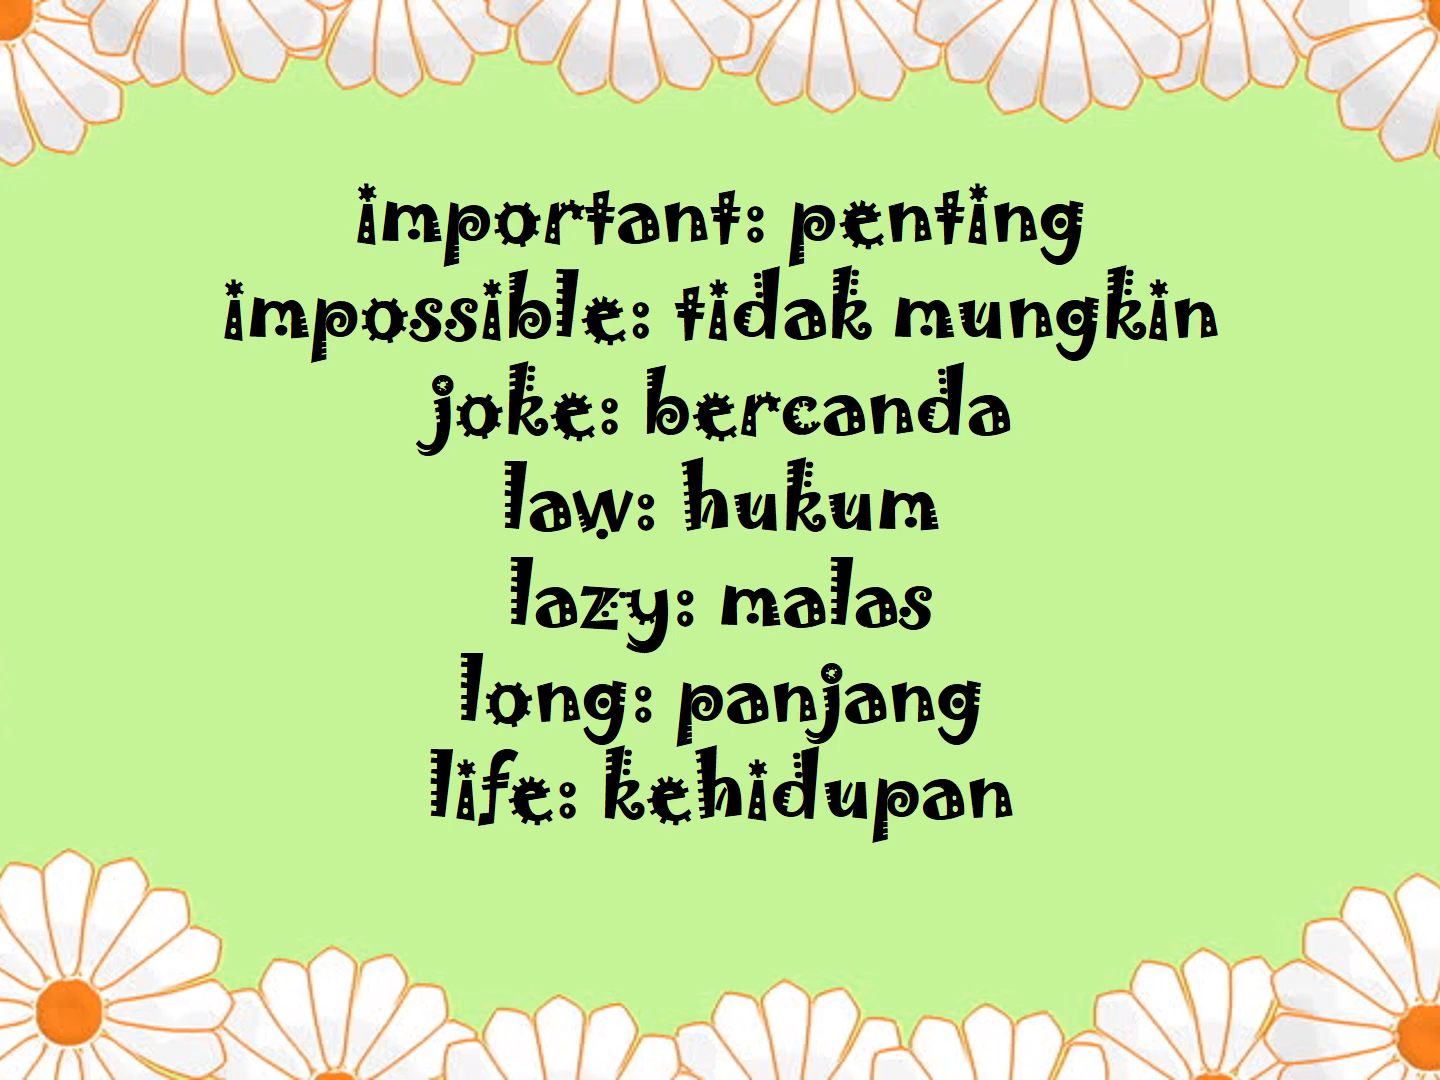 important: penting
impossible: tidak mungkin
joke: bercanda
law: hukum
lazy: malas
long: panjang
life: kehidupan